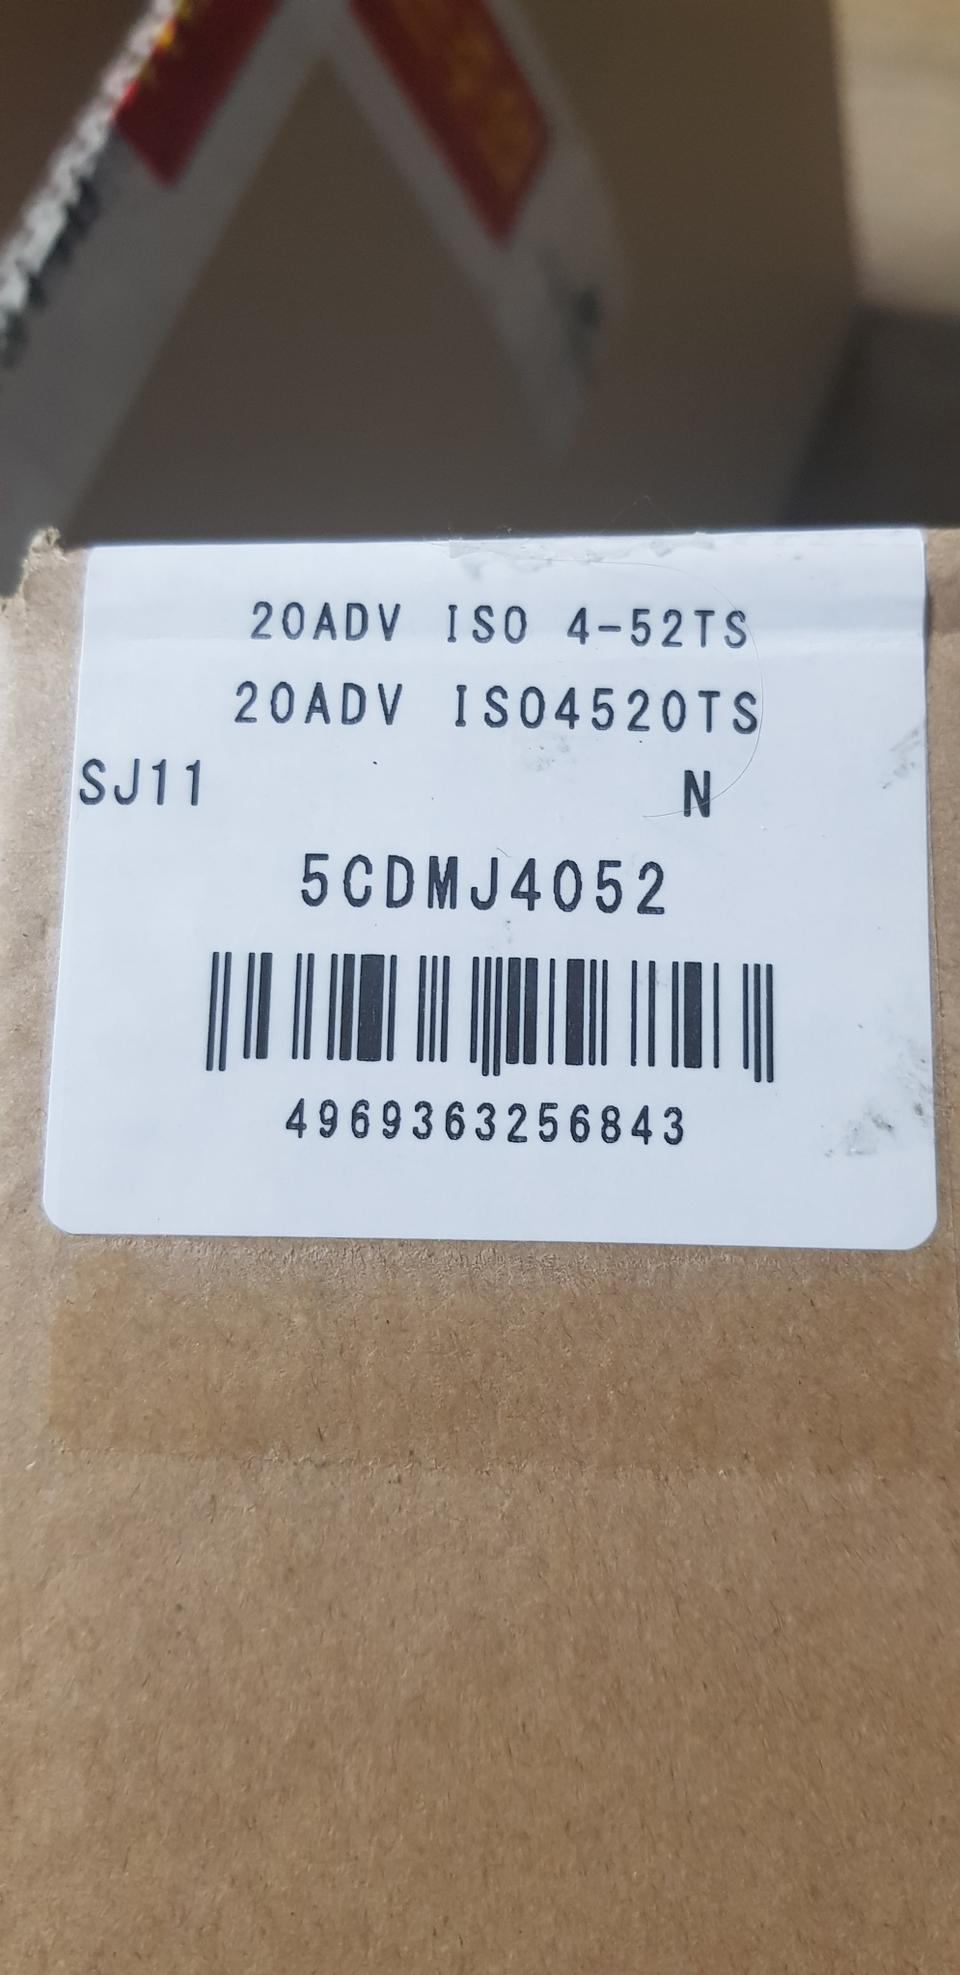 20ADV ISO 4-52TS
20ADV ISO4520TS
SJ11 N
5CDMJ4052
4969363256843